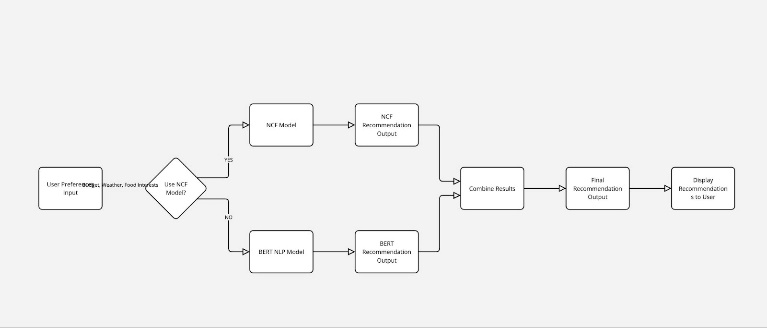 User Preference
Input
Budget, Weather, Food Interests
Use NCF
Model?
YES
NO
NCF Model
NCF
Recommendation
Output
BERT NLP Model
BERT
Recommendation
Output
Combine Results
Final
Recommendation
Output
Display
Recommendation
s to User